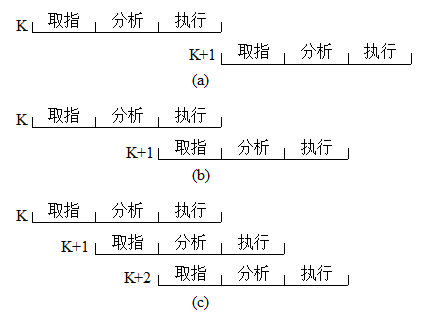 K 取指 分析 执行
K+1 取指 分析 执行
(a)
K 取指 分析 执行
K+1 取指 分析 执行
(b)
K 取指 分析 执行
K+1 取指 分析 执行
K+2 取指 分析 执行
(c)